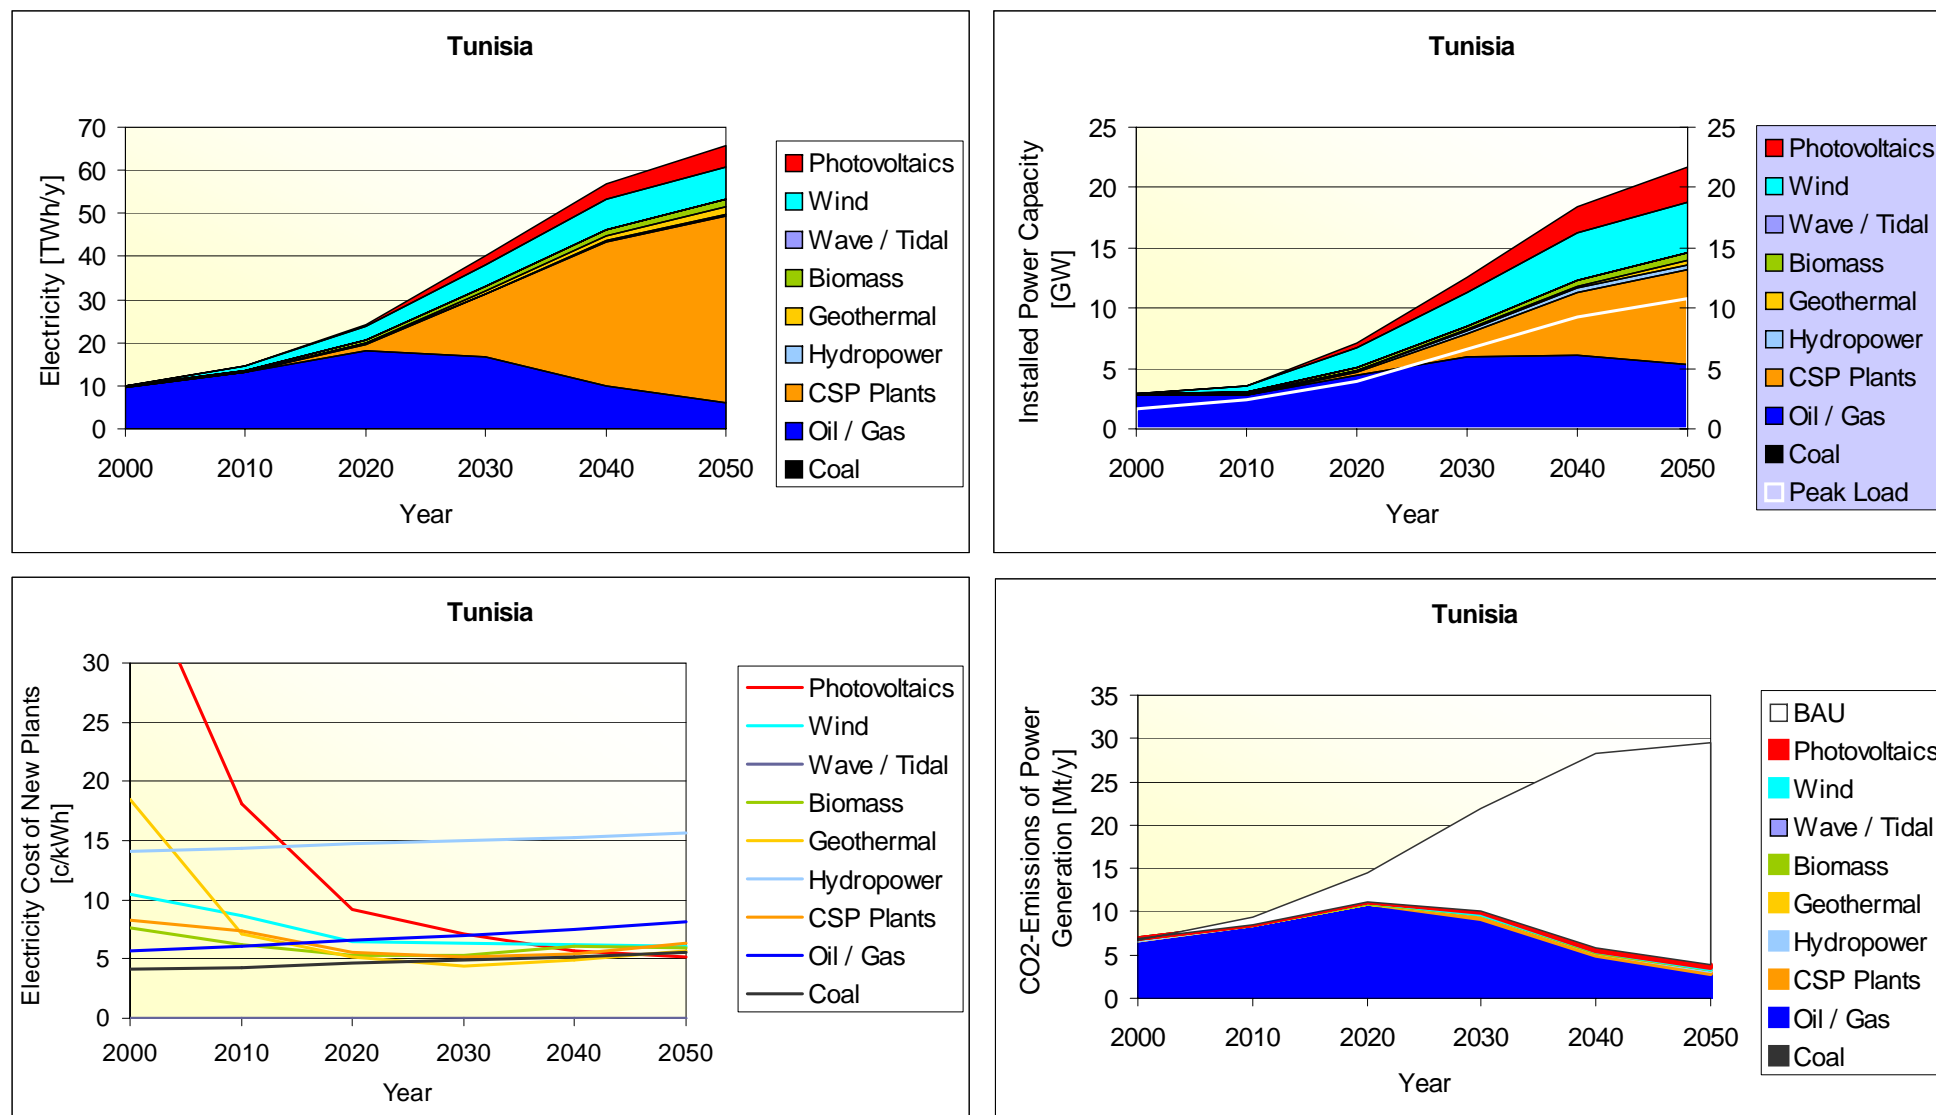 Tunisia
Electricity [TWh/y]
70
60
50
40
30
20
10
0
2000 2010 2020 2030 2040 2050
Year
Photovoltaics
Wind
Wave / Tidal
Biomass
Geothermal
Hydropower
CSP Plants
Oil / Gas
Coal
Tunisia
Installed Power Capacity
[GW]
25
20
15
10
5
0
25
20
15
10
5
0
2000 2010 2020 2030 2040 2050
Year
Photovoltaics
Wind
Wave / Tidal
Biomass
Geothermal
Hydropower
CSP Plants
Oil / Gas
Coal
Peak Load
Tunisia
Electricity Cost of New Plants
[c/kWh]
30
25
20
15
10
5
0
2000 2010 2020 2030 2040 2050
Year
Photovoltaics
Wind
Wave / Tidal
Biomass
Geothermal
Hydropower
CSP Plants
Oil / Gas
Coal
Tunisia
CO2-Emissions of Power
Generation [Mt/y]
35
30
25
20
15
10
5
0
2000 2010 2020 2030 2040 2050
Year
BAU
Photovoltaics
Wind
Wave / Tidal
Biomass
Geothermal
Hydropower
CSP Plants
Oil / Gas
Coal